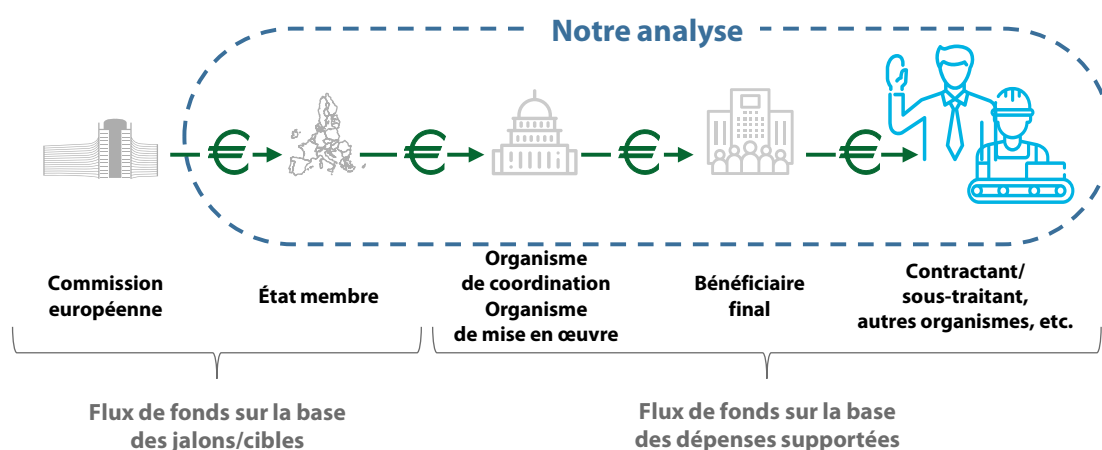 Notre analyse
Commission
européenne
État membre
Organisme
de coordination
Organisme
de mise en œuvre
Bénéficiaire
final
Contractant/
sous-traitant,
autres organismes, etc.
Flux de fonds sur la base
des jalons/cibles
Flux de fonds sur la base
des dépenses supportées